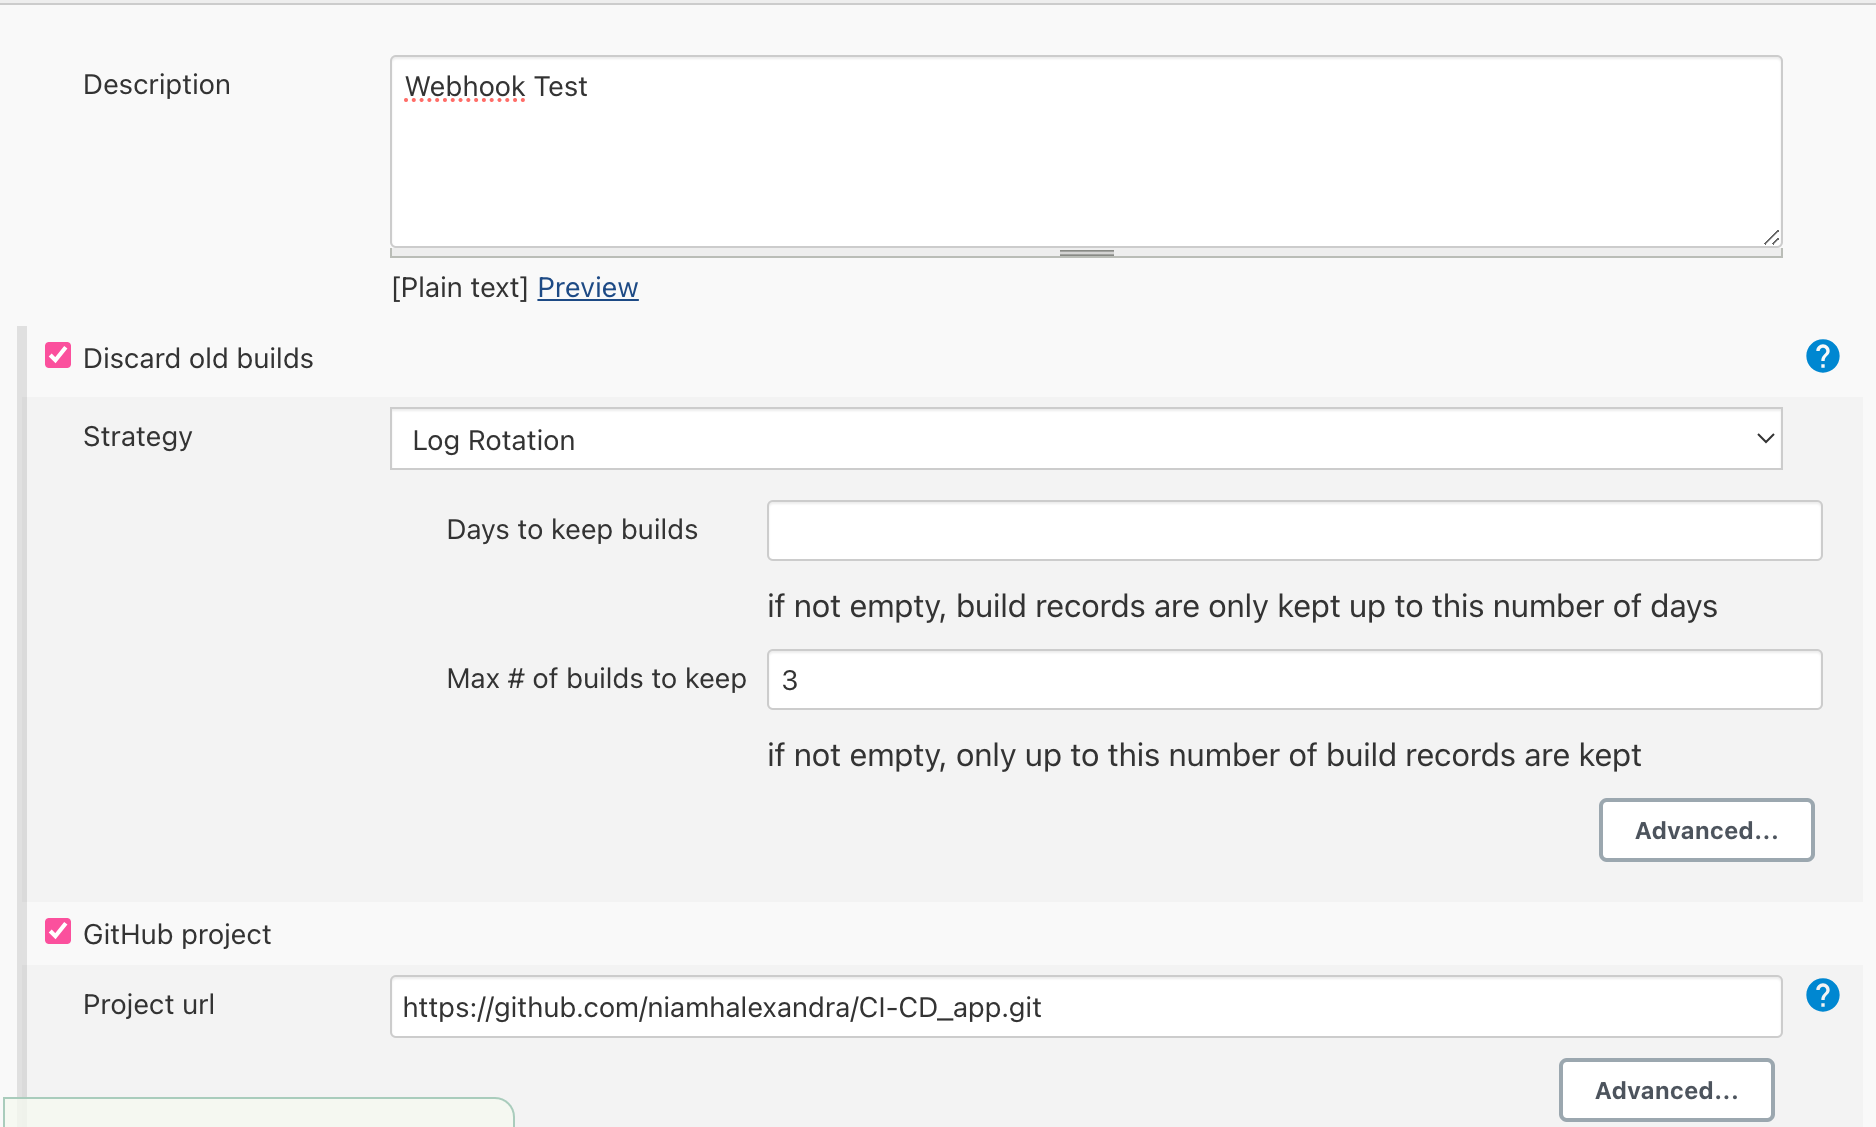 Description
Webhook Test
[Plain text] Preview
Discard old builds
?
Strategy
Log Rotation
Days to keep builds
if not empty, build records are only kept up to this number of days
Max # of builds to keep
3
if not empty, only up to this number of build records are kept
Advanced...
GitHub project
Project url
https://github.com/niamhalexandra/CI-CD_app.git
?
Advanced...